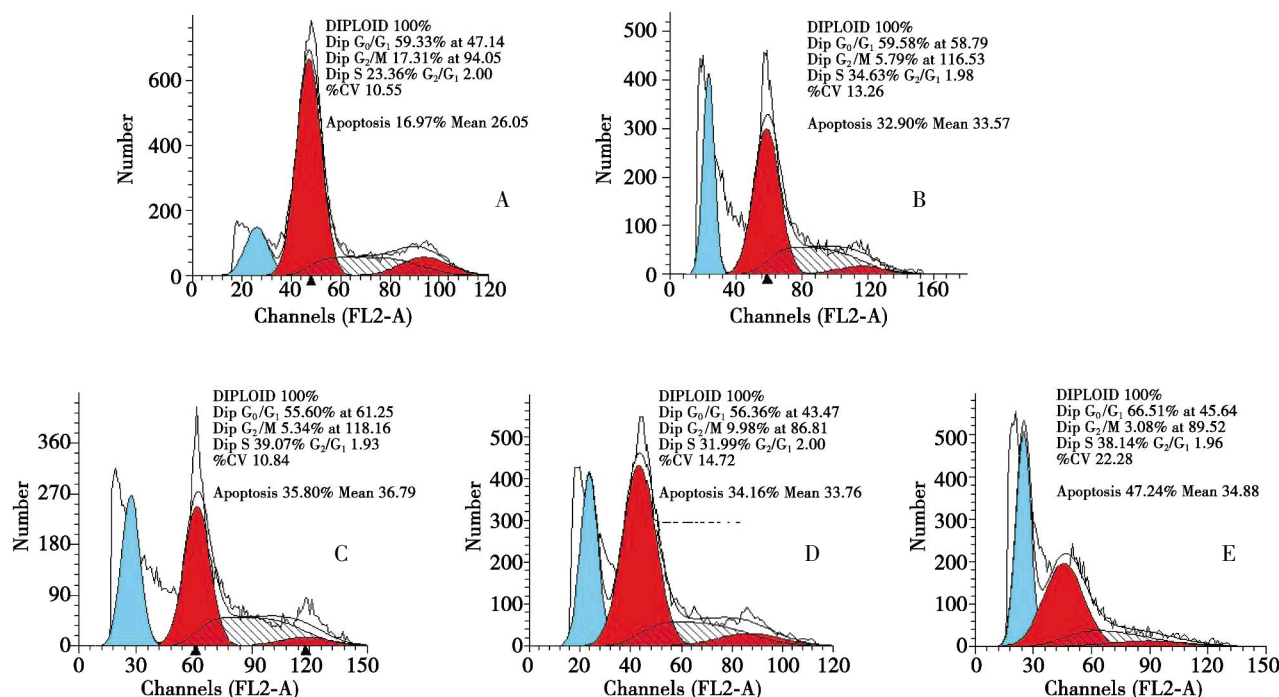 DIPLOID 100%
Dip G₀/G₁ 59.33% at 47.14
Dip G₂/M 17.31% at 94.05
Dip S 23.36% G₂/G₁ 2.00
%CV 10.55
Apoptosis 16.97% Mean 26.05
A
Number
600
400
200
0
0 20 40 60 80 100 120
Channels (FL2-A)
DIPLOID 100%
Dip G₀/G₁ 59.58% at 58.79
Dip G₂/M 5.79% at 116.53
Dip S 34.63% G₂/G₁ 1.98
%CV 13.26
Apoptosis 32.90% Mean 33.57
B
Number
500
400
300
200
100
0
0 40 80 120 160
Channels (FL2-A)
DIPLOID 100%
Dip G₀/G₁ 55.60% at 61.25
Dip G₂/M 5.34% at 118.16
Dip S 39.07% G₂/G₁ 1.93
%CV 10.84
Apoptosis 35.80% Mean 36.79
C
Number
360
270
180
90
0
0 30 60 90 120 150
Channels (FL2-A)
DIPLOID 100%
Dip G₀/G₁ 56.36% at 43.47
Dip G₂/M 9.98% at 86.81
Dip S 31.99% G₂/G₁ 2.00
%CV 14.72
Apoptosis 34.16% Mean 33.76
D
Number
500
400
300
200
100
0
0 20 40 60 80 100 120
Channels (FL2-A)
DIPLOID 100%
Dip G₀/G₁ 66.51% at 45.64
Dip G₂/M 3.08% at 89.52
Dip S 38.14% G₂/G₁ 1.96
%CV 22.28
Apoptosis 47.24% Mean 34.88
E
Number
500
400
300
200
100
0
0 30 60 90 120 150
Channels (FL2-A)